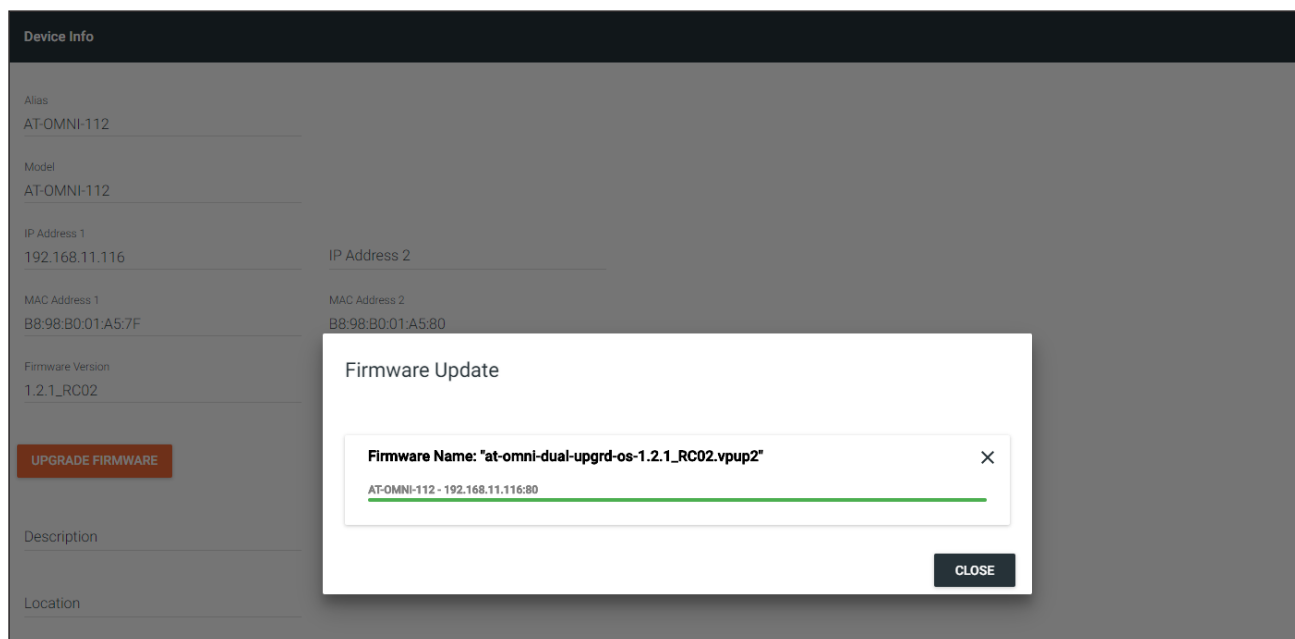 Device Info
Alias
AT-OMNI-112
Model
AT-OMNI-112
IP Address 1
192.168.11.116
IP Address 2
MAC Address 1
B8:98:B0:01:A5:7F
MAC Address 2
B8:98:B0:01:A5:80
Firmware Version
1.2.1_RC02
UPGRADE FIRMWARE
Description
Location
Firmware Update
Firmware Name: "at-omni-dual-upgrd-os-1.2.1_RC02.vpup2"
AT-OMNI-112 - 192.168.11.116:80
CLOSE